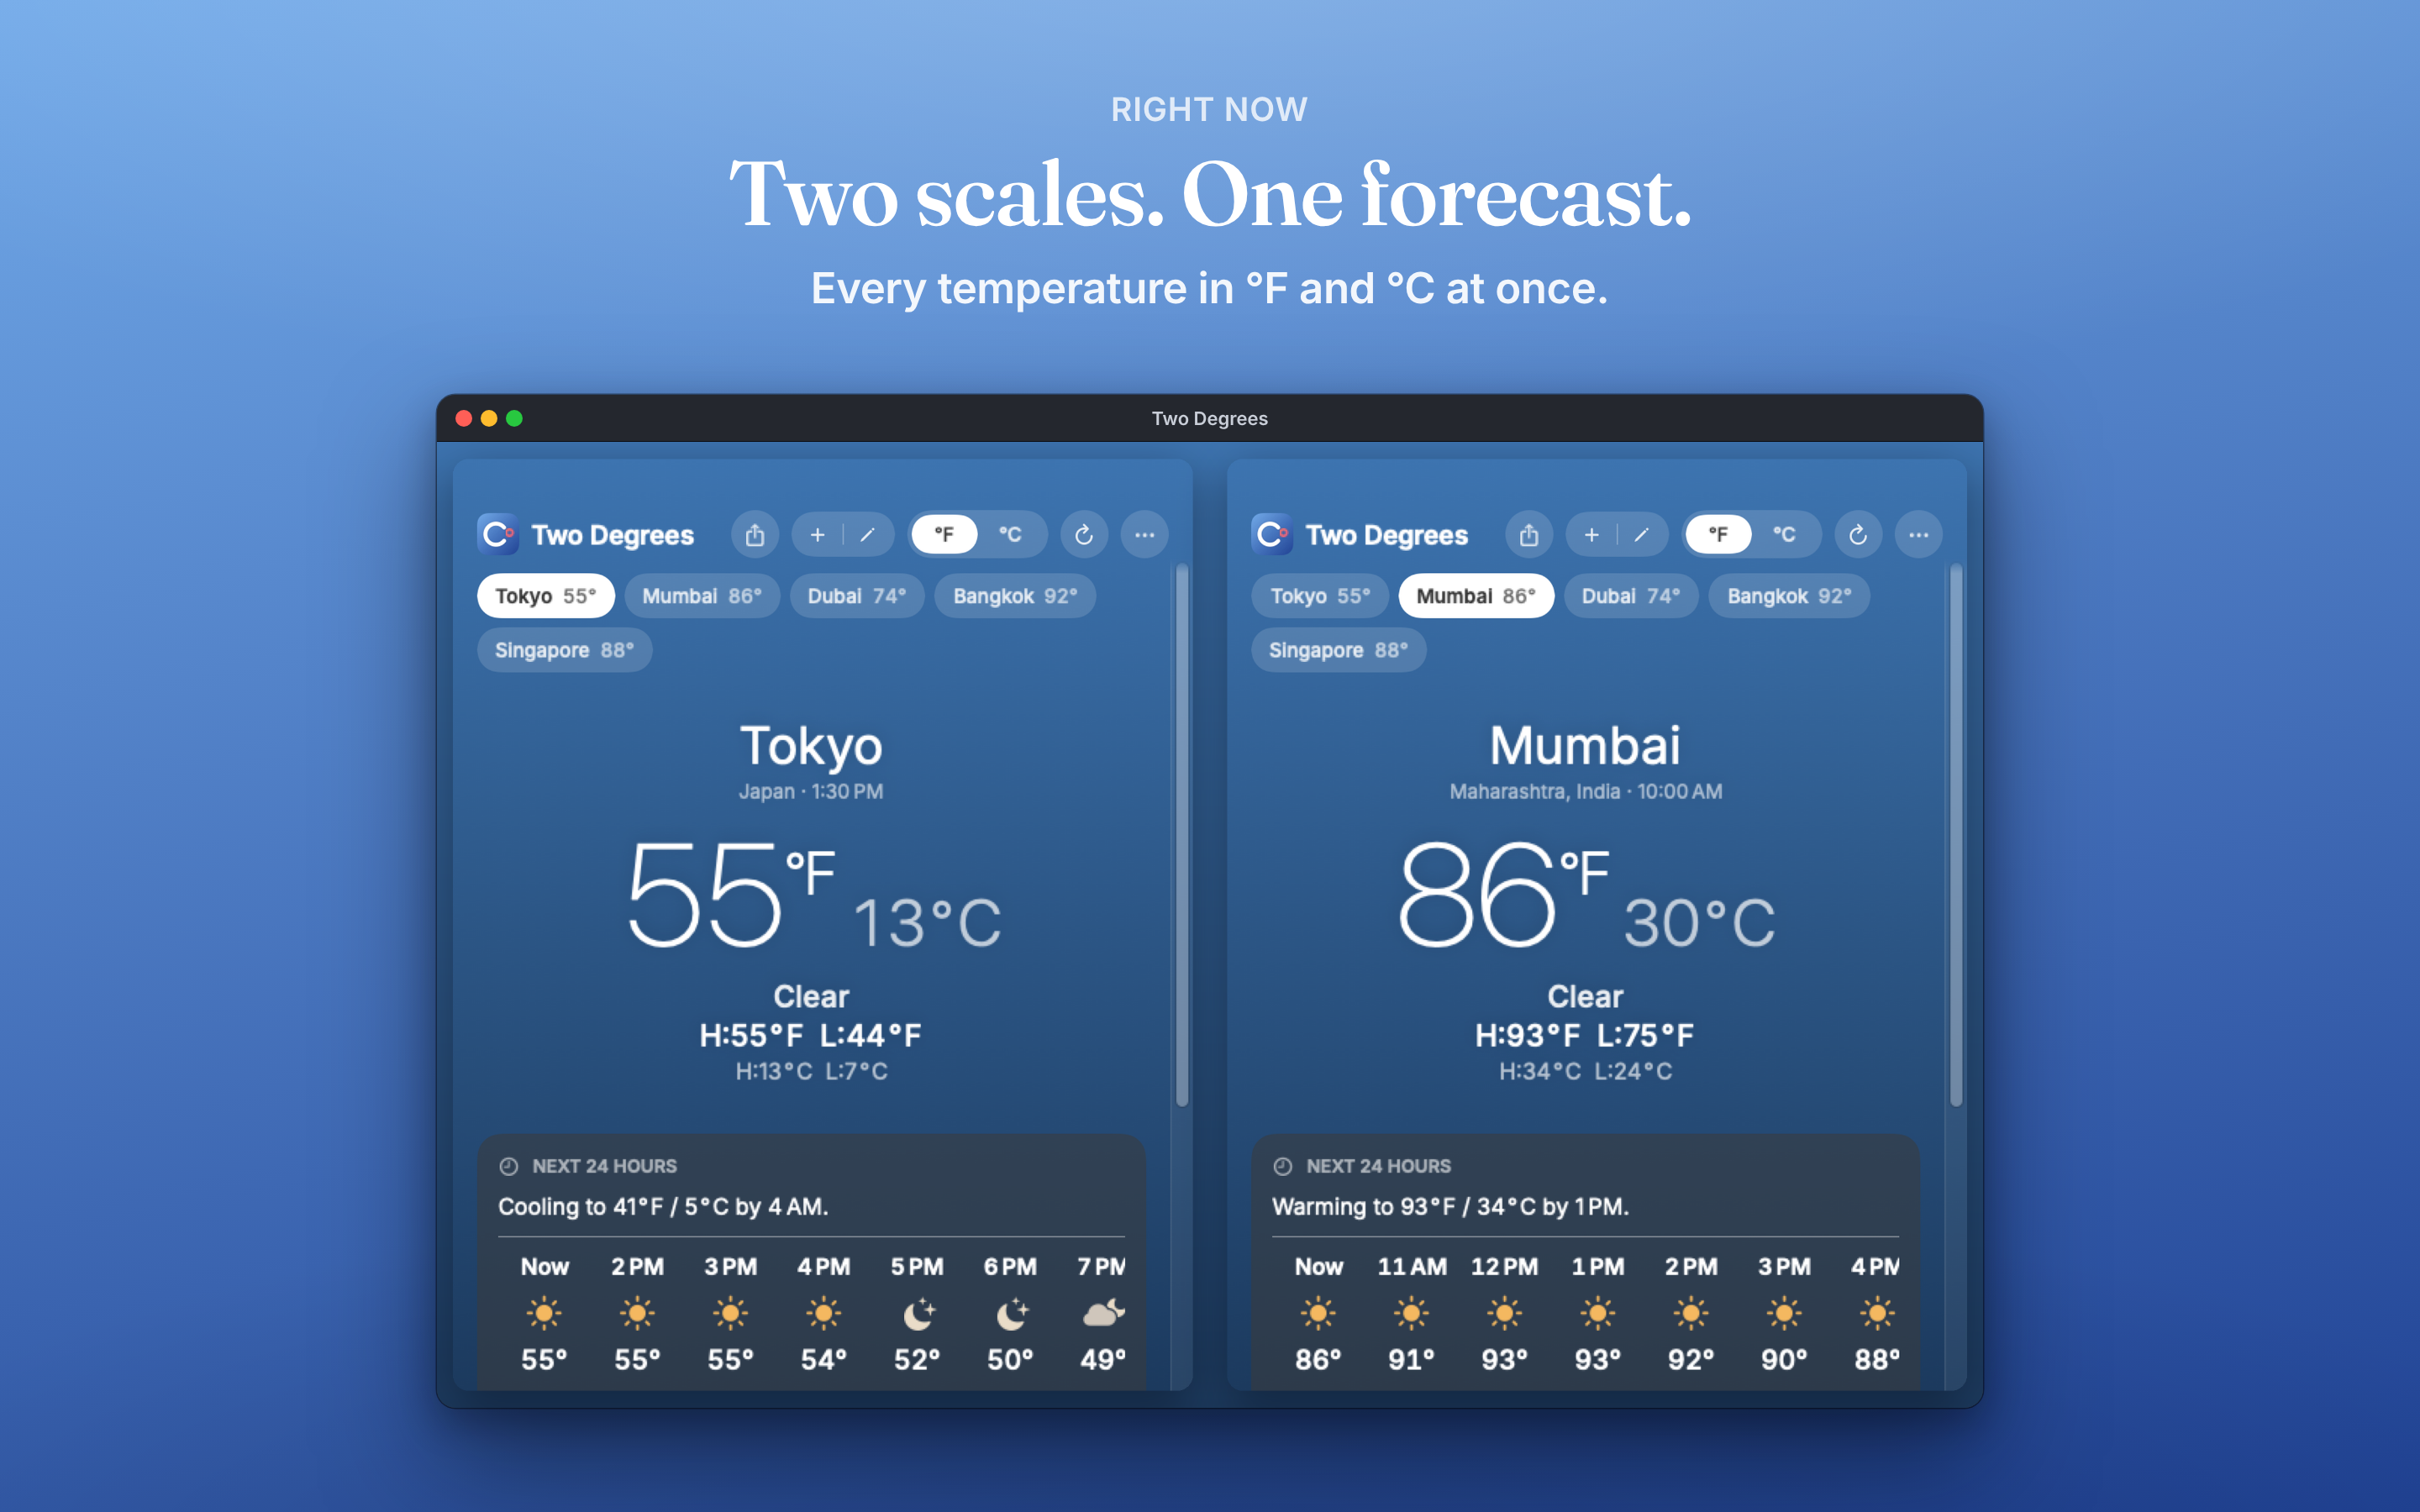 RIGHT NOW
Two scales. One forecast.
Every temperature in °F and °C at once.
Two Degrees
Two Degrees
°F °C
Tokyo 55° Mumbai 86° Dubai 74° Bangkok 92°
Singapore 88°
Tokyo
Japan · 1:30 PM
55°F 13°C
Clear
H:55°F L:44°F
H:13°C L:7°C
NEXT 24 HOURS
Cooling to 41°F / 5°C by 4 AM.
Now 2 PM 3 PM 4 PM 5 PM 6 PM 7 PM
55° 55° 55° 54° 52° 50° 49°
Two Degrees
°F °C
Tokyo 55° Mumbai 86° Dubai 74° Bangkok 92°
Singapore 88°
Mumbai
Maharashtra, India · 10:00 AM
86°F 30°C
Clear
H:93°F L:75°F
H:34°C L:24°C
NEXT 24 HOURS
Warming to 93°F / 34°C by 1 PM.
Now 11 AM 12 PM 1 PM 2 PM 3 PM 4 PM
86° 91° 93° 93° 92° 90° 88°